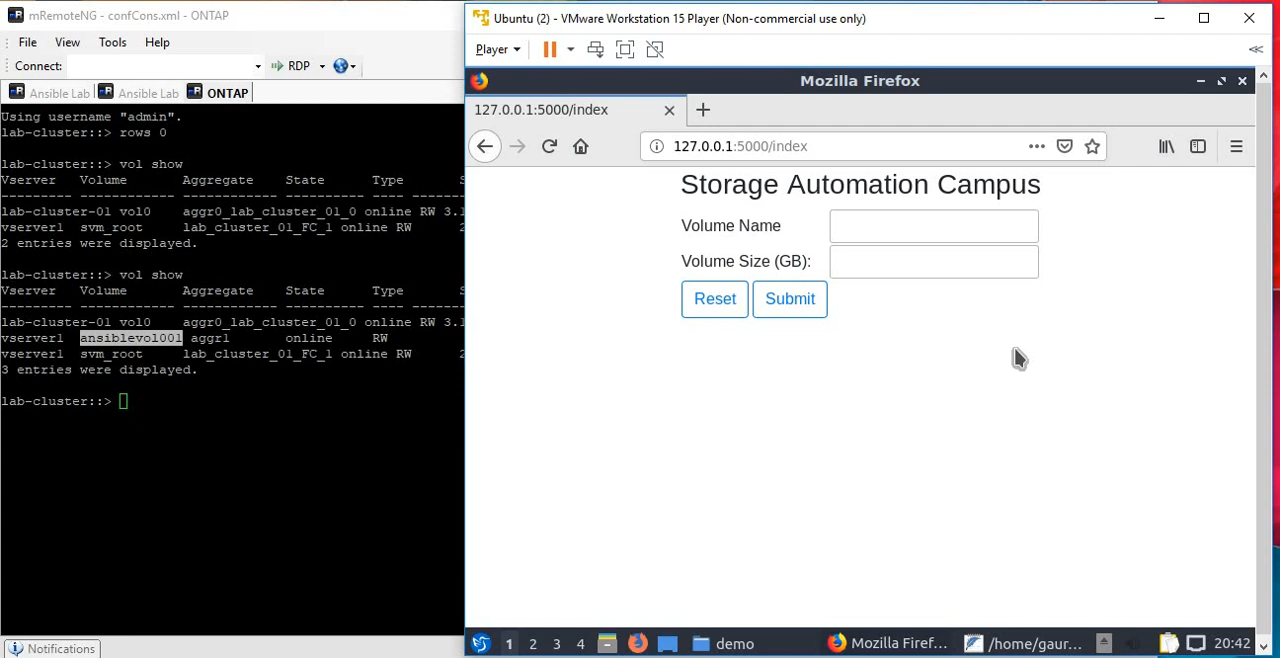 mRemoteNG - confCons.xml - ONTAP
File View Tools Help
Connect: RDP
Ansible Lab Ansible Lab ONTAP
Using username "admin".
lab-cluster::> rows 0
lab-cluster::> vol show
Vserver Volume Aggregate State Type S
lab-cluster-01 vol0 aggr0_lab_cluster_01_0 online RW 3.1
vserver1 svm_root lab_cluster_01_FC_1 online RW 2
2 entries were displayed.
lab-cluster::> vol show
Vserver Volume Aggregate State Type S
lab-cluster-01 vol0 aggr0_lab_cluster_01_0 online RW 3.1
vserver1 ansiblevol001 aggr1 online RW
vserver1 svm_root lab_cluster_01_FC_1 online RW 2
3 entries were displayed.
lab-cluster::>
Notifications
Ubuntu (2) - VMware Workstation 15 Player (Non-commercial use only)
Player
Mozilla Firefox
127.0.0.1:5000/index
127.0.0.1:5000/index
Storage Automation Campus
Volume Name
Volume Size (GB):
Reset Submit
1 2 3 4 demo Mozilla Firef... /home/gaur... 20:42